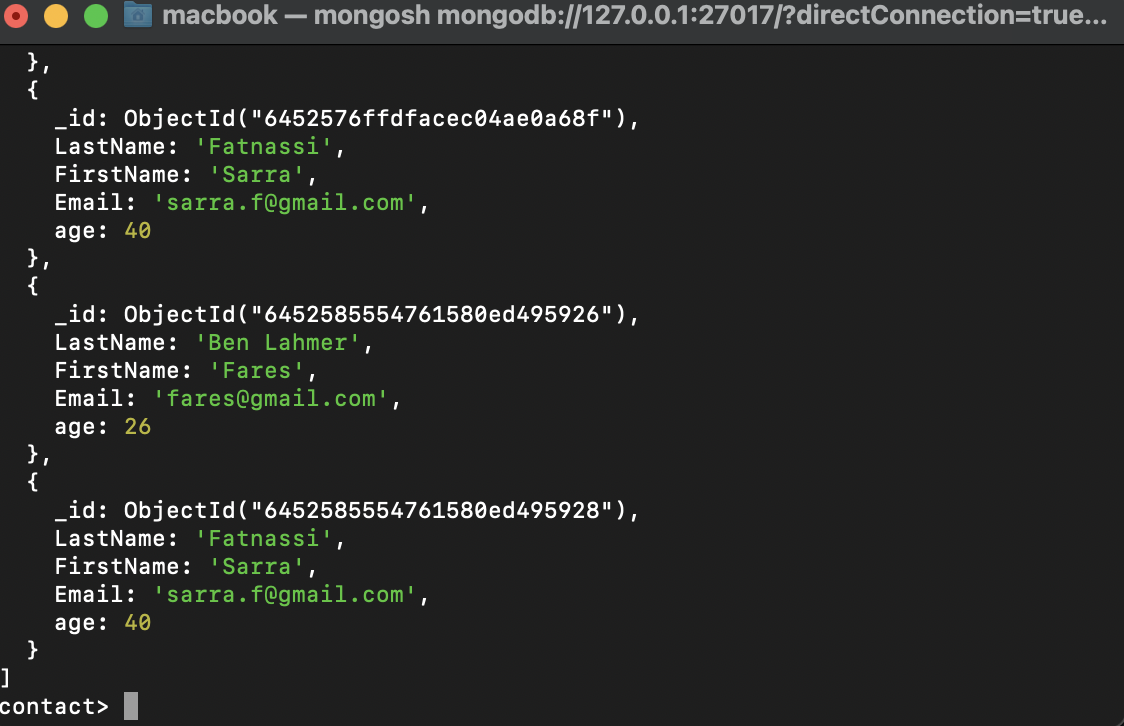 macbook — mongosh mongodb://127.0.0.1:27017/?directConnection=true...
},
{
_id: ObjectId("6452576ffdfacec04ae0a68f"),
LastName: 'Fatnassi',
FirstName: 'Sarra',
Email: 'sarra.f@gmail.com',
age: 40
},
{
_id: ObjectId("6452585554761580ed495926"),
LastName: 'Ben Lahmer',
FirstName: 'Fares',
Email: 'fares@gmail.com',
age: 26
},
{
_id: ObjectId("6452585554761580ed495928"),
LastName: 'Fatnassi',
FirstName: 'Sarra',
Email: 'sarra.f@gmail.com',
age: 40
}
]
contact>